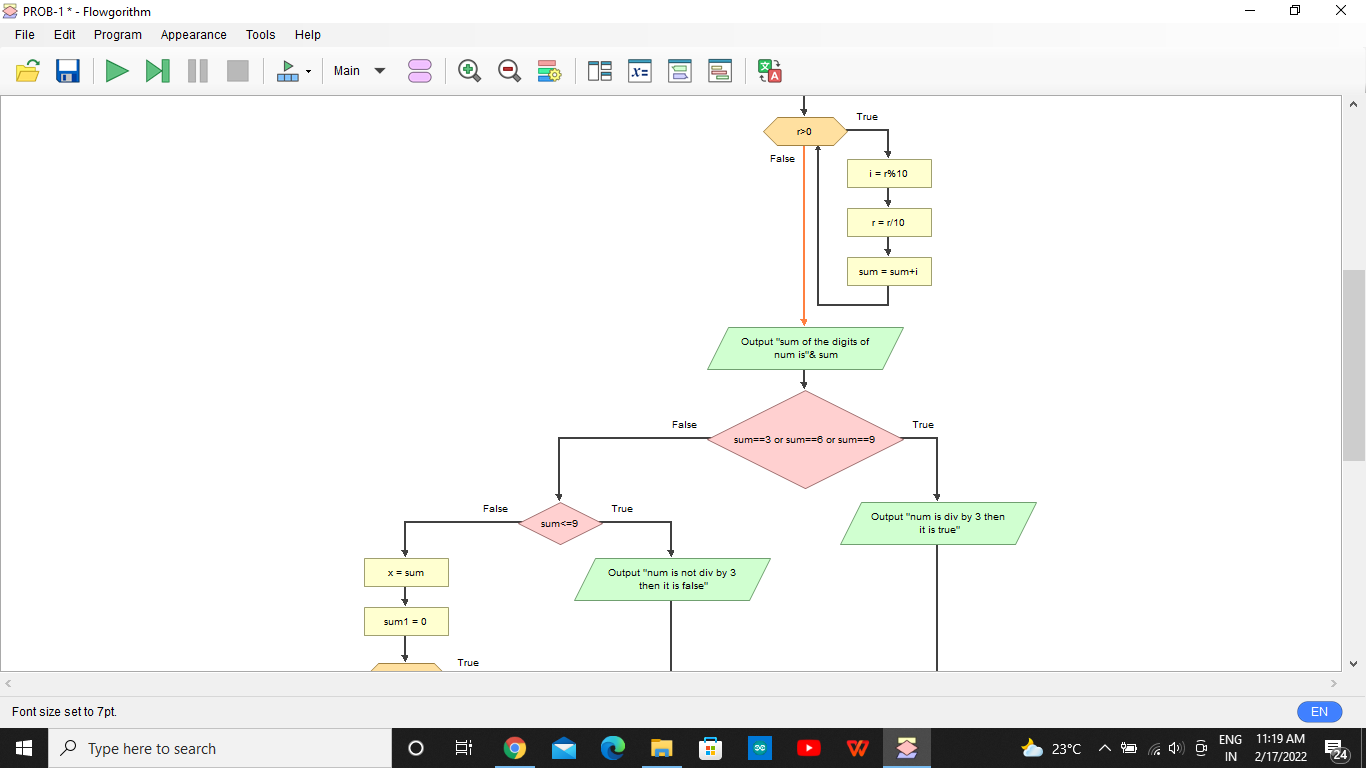 PROB-1 * - Flowgorithm
File Edit Program Appearance Tools Help
Main
x=
True
r>0
False
i = r%10
r = r/10
sum = sum+i
Output "sum of the digits of
num is"& sum
False
True
sum==3 or sum==6 or sum==9
False
True
sum<=9
Output "num is div by 3 then
it is true"
x = sum
Output "num is not div by 3
then it is false"
sum1 = 0
True
Font size set to 7pt.
EN
Type here to search
23°C
ENG
IN
11:19 AM
2/17/2022
24